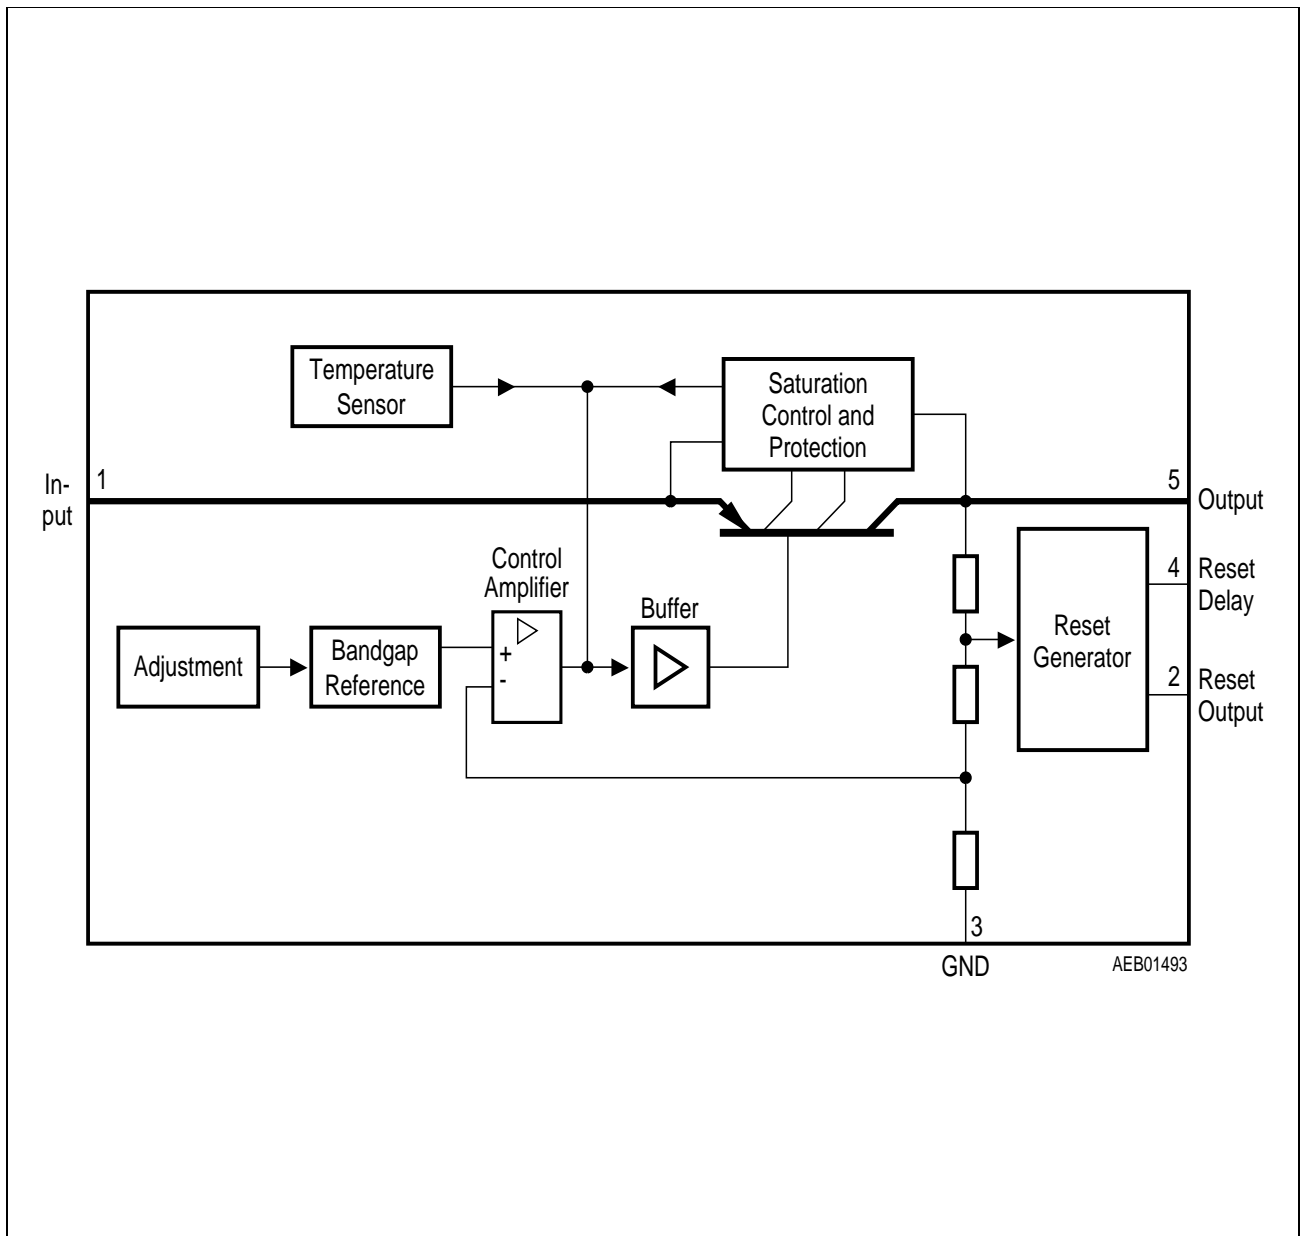 Temperature
Sensor
Saturation
Control and
Protection
In-
put
1
5
Output
Control
Amplifier
Buffer
4
Reset
Delay
Adjustment
Bandgap
Reference
+
-
Reset
Generator
2
Reset
Output
3
GND
AEB01493